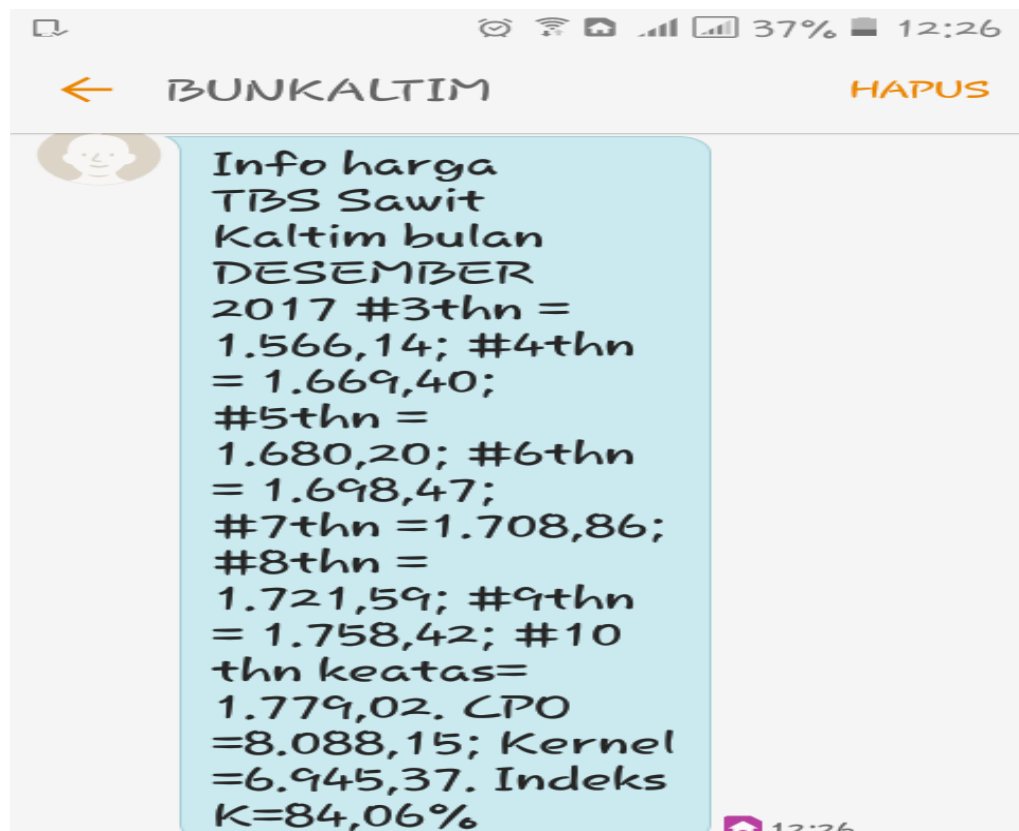 37% 12:26
BUNKALTIM HAPUS
Info harga
TBS Sawit
Kaltim bulan
DESEMBER
2017 #3thn =
1.566,14; #4thn
= 1.669,40;
#5thn =
1.680,20; #6thn
= 1.698,47;
#7thn =1.708,86;
#8thn =
1.721,59; #9thn
= 1.758,42; #10
thn keatas=
1.779,02. CPO
=8.088,15; Kernel
=6.945,37. Indeks
K=84,06%
12:26